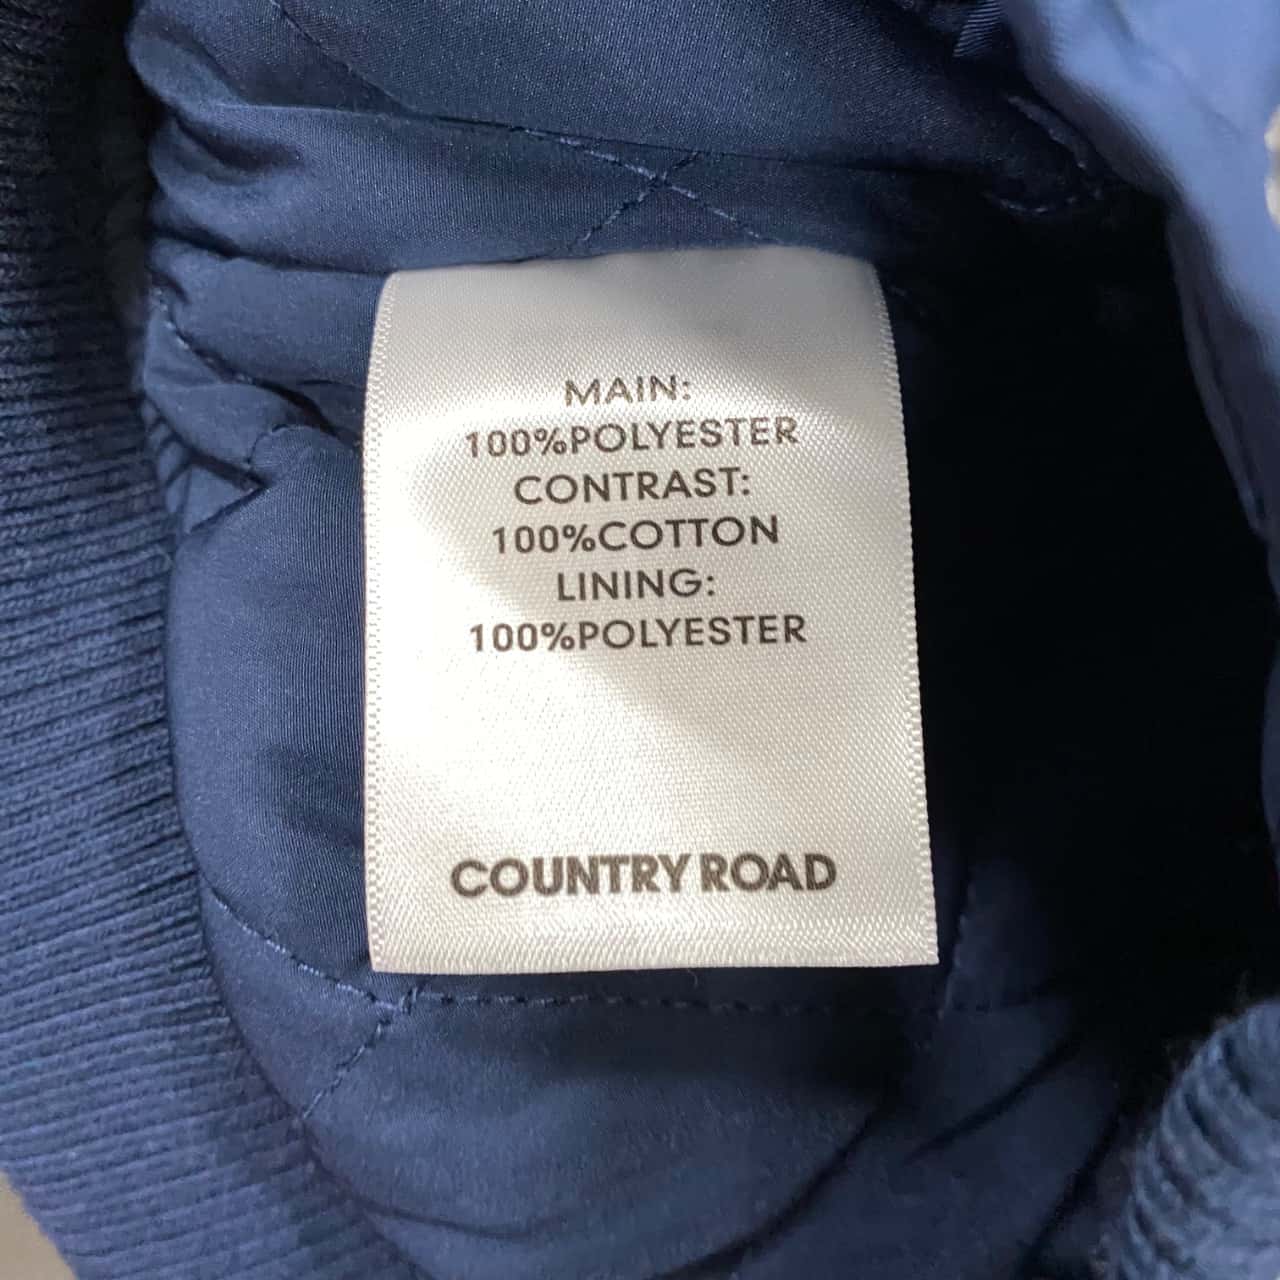 MAIN:
100%POLYESTER
CONTRAST:
100%COTTON
LINING:
100%POLYESTER
COUNTRY ROAD